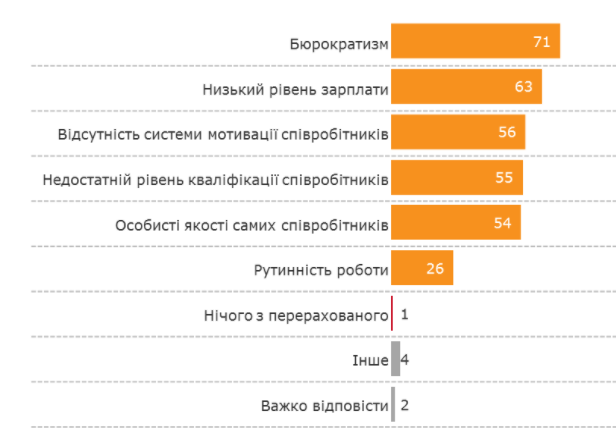 Бюрократизм 71
Низький рівень зарплати 63
Відсутність системи мотивації співробітників 56
Недостатній рівень кваліфікації співробітників 55
Особисті якості самих співробітників 54
Рутинність роботи 26
Нічого з перерахованого 1
Інше 4
Важко відповісти 2